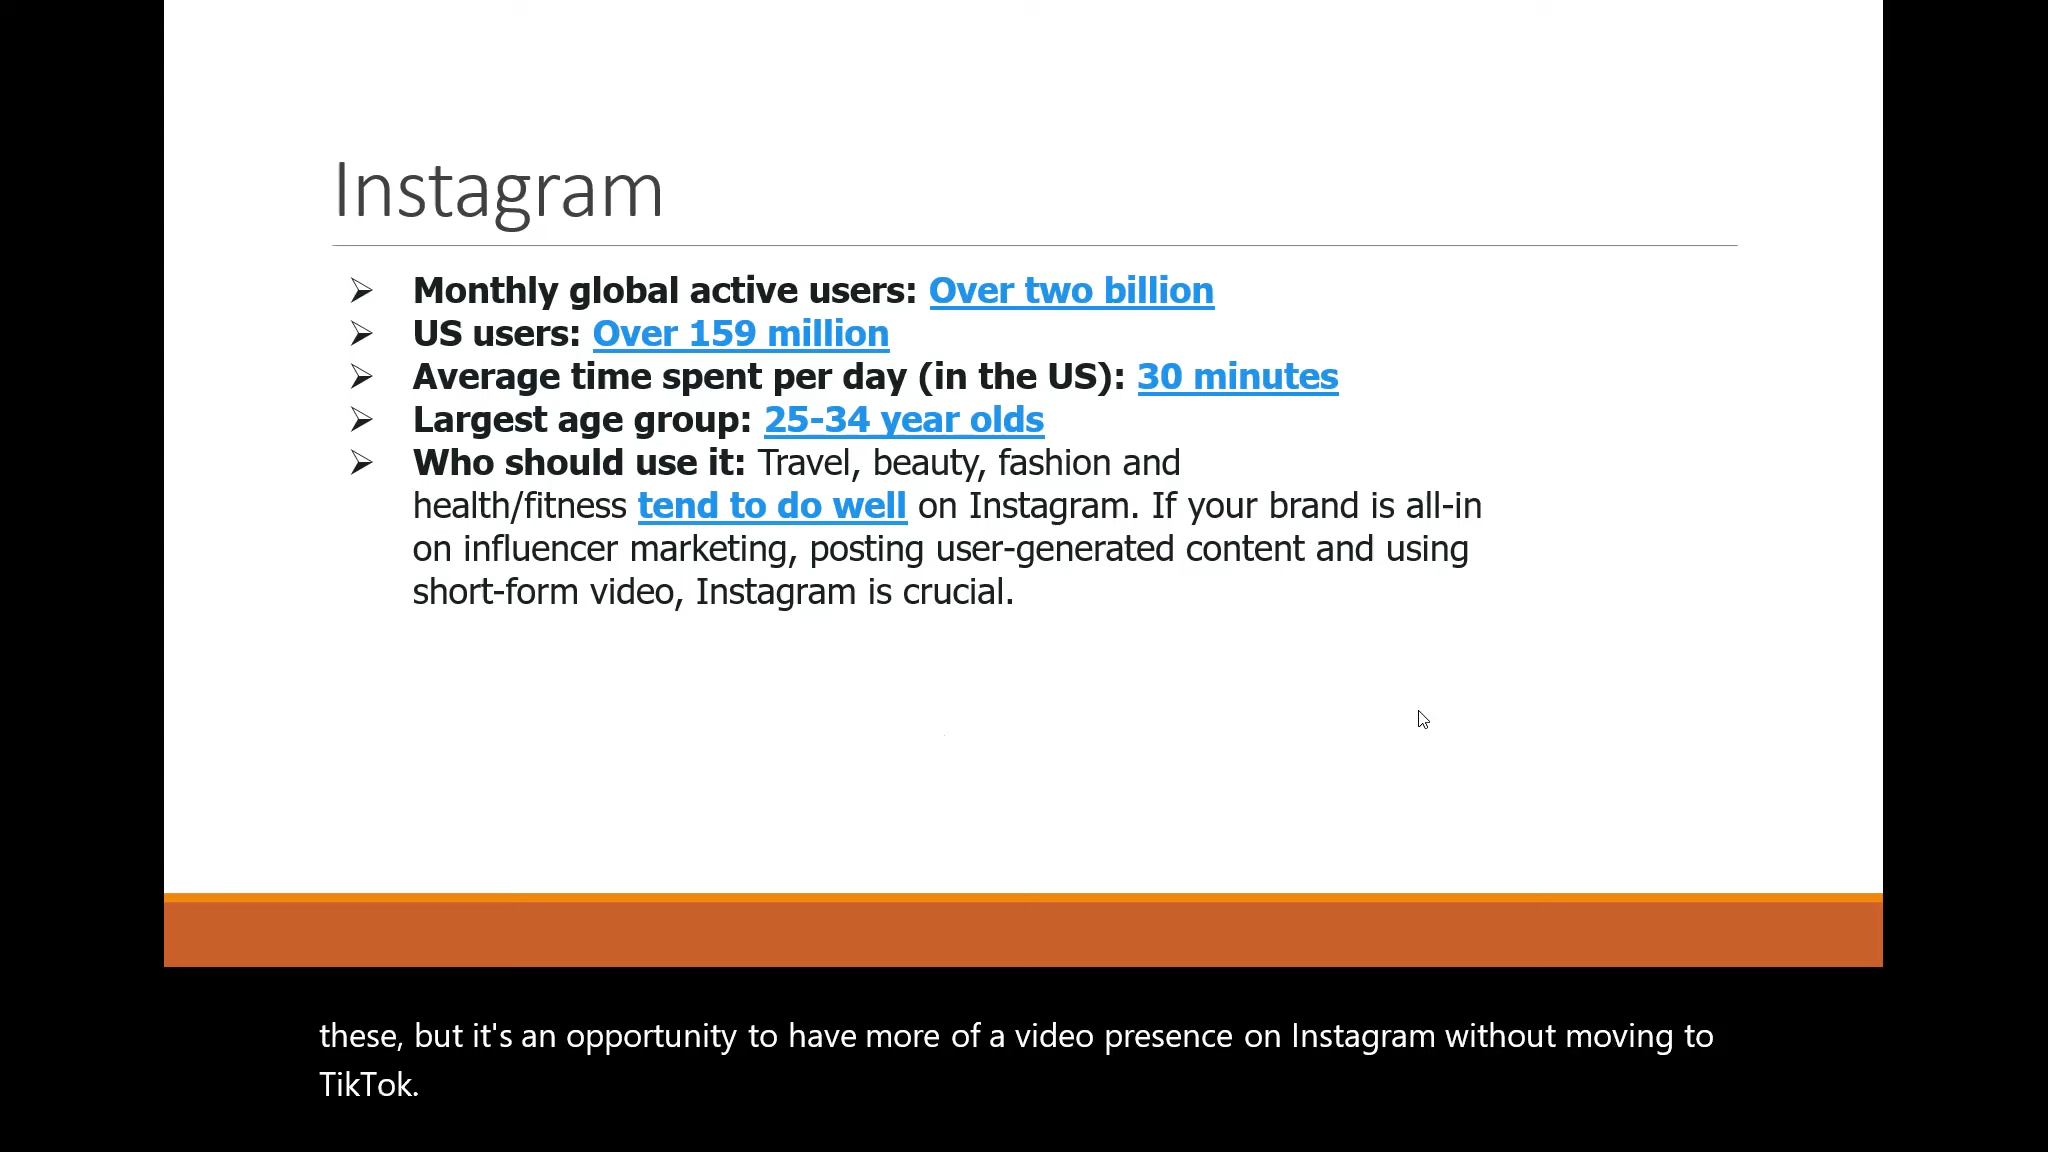 Instagram
Monthly global active users: Over two billion
US users: Over 159 million
Average time spent per day (in the US): 30 minutes
Largest age group: 25-34 year olds
Who should use it: Travel, beauty, fashion and
health/fitness tend to do well on Instagram. If your brand is all-in
on influencer marketing, posting user-generated content and using
short-form video, Instagram is crucial.
these, but it's an opportunity to have more of a video presence on Instagram without moving to
TikTok.